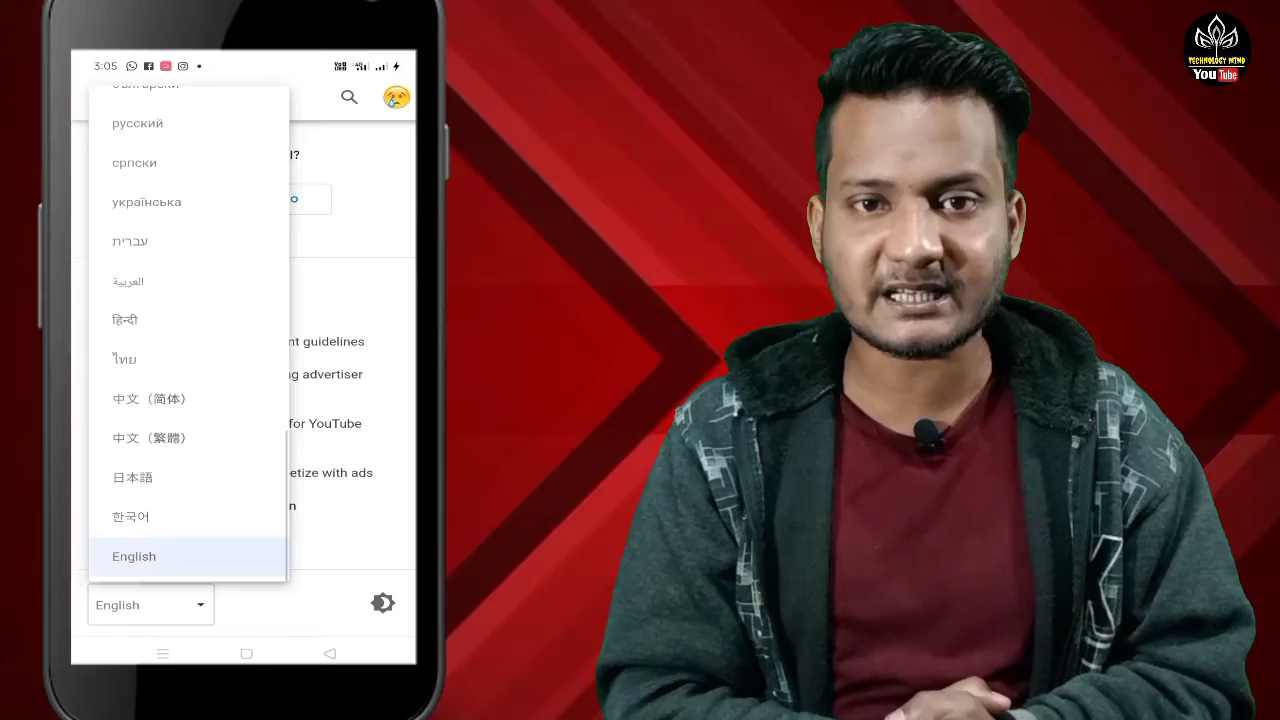 3:05
русский
српски
українська
עברית
العربية
हिन्दी
ไทย
中文（简体）
中文（繁體）
日本語
한국어
English
l?
o
nt guidelines
ng advertiser
for YouTube
etize with ads
n
English
TECHNOLOGY MIND
YouTube